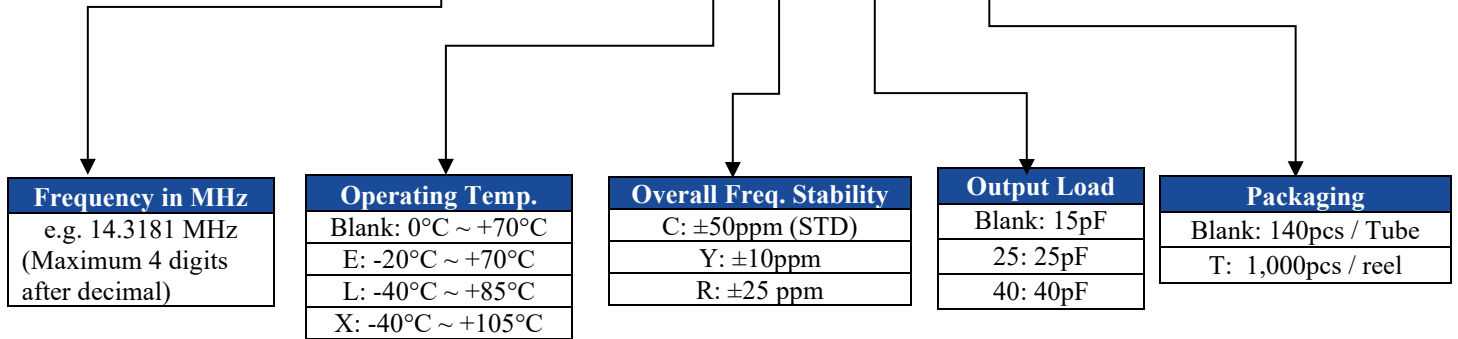 Frequency in MHz
e.g. 14.3181 MHz
(Maximum 4 digits
after decimal)
Operating Temp.
Blank: 0°C ~ +70°C
E: -20°C ~ +70°C
L: -40°C ~ +85°C
X: -40°C ~ +105°C
Overall Freq. Stability
C: ±50ppm (STD)
Y: ±10ppm
R: ±25 ppm
Output Load
Blank: 15pF
25: 25pF
40: 40pF
Packaging
Blank: 140pcs / Tube
T: 1,000pcs / reel